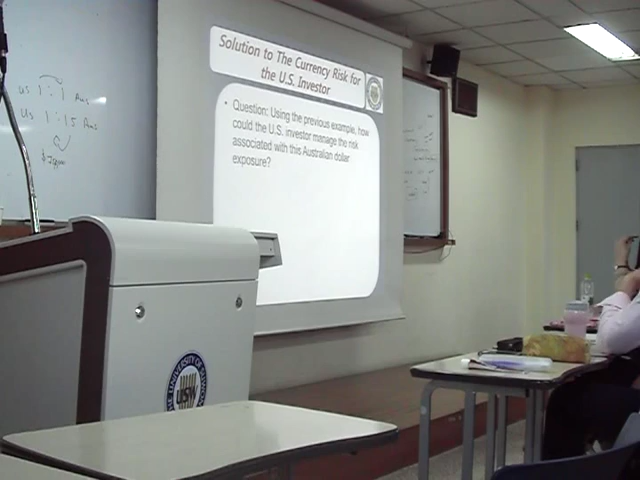 US 1 : 1 Aus
US 1 : 1.5 Aus
Solution to The Currency Risk for
the U.S. Investor
• Question: Using the previous example, how
could the U.S. investor manage the risk
associated with this Australian dollar
exposure?
USW